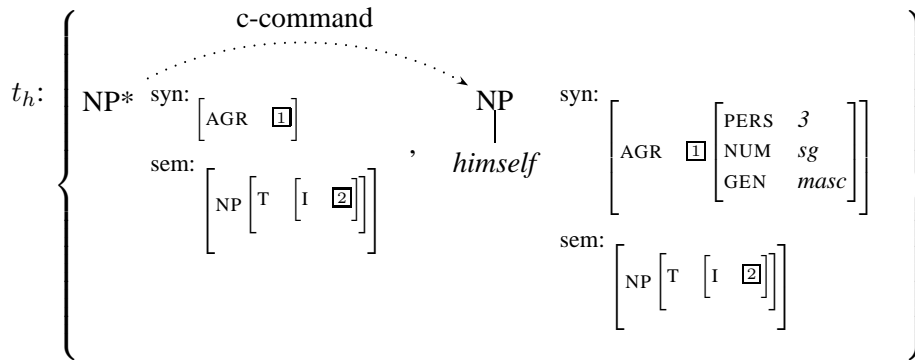 c-command
t_h: NP* syn: NP syn:
[AGR [1]] [AGR [1] [PERS 3
sem: , himself NUM sg
[NP [T [I [2]]]] GEN masc]]
sem:
[NP [T [I [2]]]]